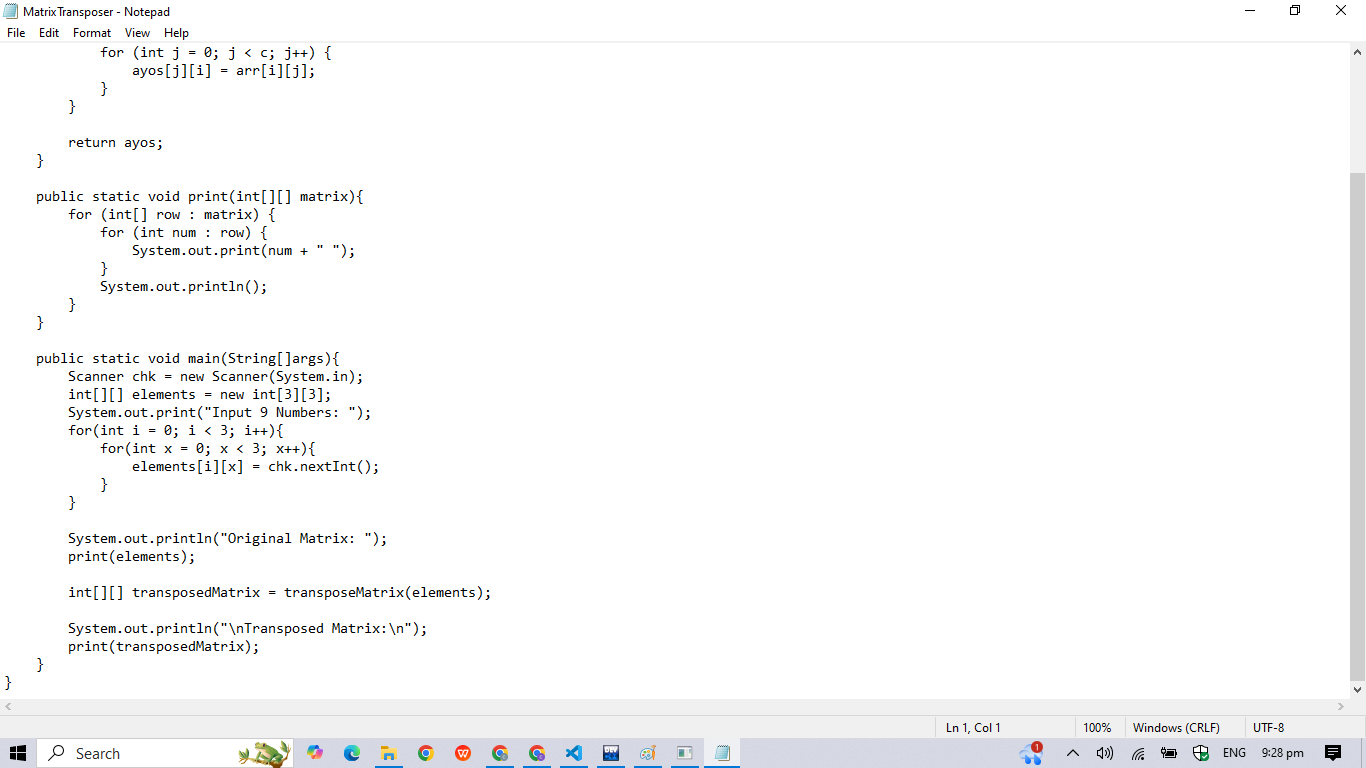 MatrixTransposer - Notepad
File Edit Format View Help
            for (int j = 0; j < c; j++) {
                ayos[j][i] = arr[i][j];
            }
        }

        return ayos;
    }

    public static void print(int[][] matrix){
        for (int[] row : matrix) {
            for (int num : row) {
                System.out.print(num + " ");
            }
            System.out.println();
        }
    }

    public static void main(String[]args){
        Scanner chk = new Scanner(System.in);
        int[][] elements = new int[3][3];
        System.out.print("Input 9 Numbers: ");
        for(int i = 0; i < 3; i++){
            for(int x = 0; x < 3; x++){
                elements[i][x] = chk.nextInt();
            }
        }

        System.out.println("Original Matrix: ");
        print(elements);

        int[][] transposedMatrix = transposeMatrix(elements);

        System.out.println("\nTransposed Matrix:\n");
        print(transposedMatrix);
    }
}
Ln 1, Col 1 100% Windows (CRLF) UTF-8
Search 1 ENG 9:28 pm